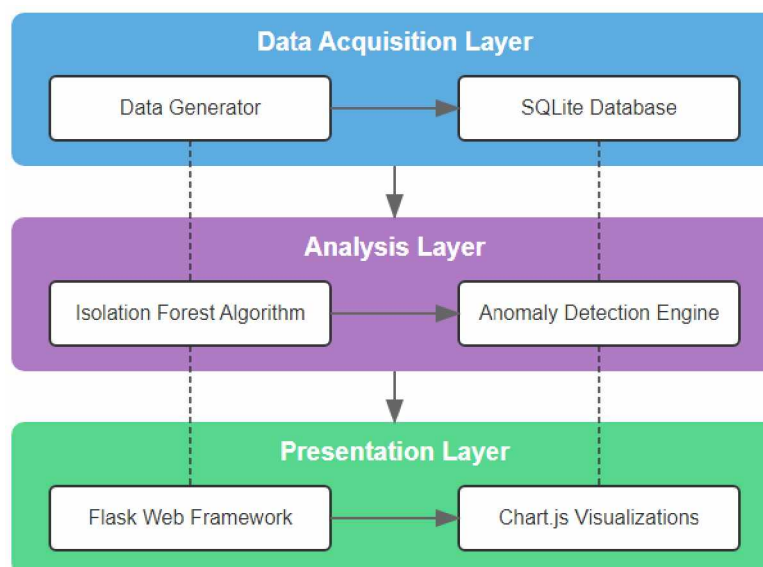 Data Acquisition Layer
Data Generator
SQLite Database
Analysis Layer
Isolation Forest Algorithm
Anomaly Detection Engine
Presentation Layer
Flask Web Framework
Chart.js Visualizations